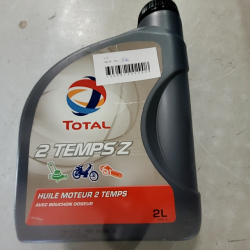 TOTAL
2 TEMPS Z
HUILE MOTEUR 2 TEMPS
AVEC BOUCHON DOSEUR
2L